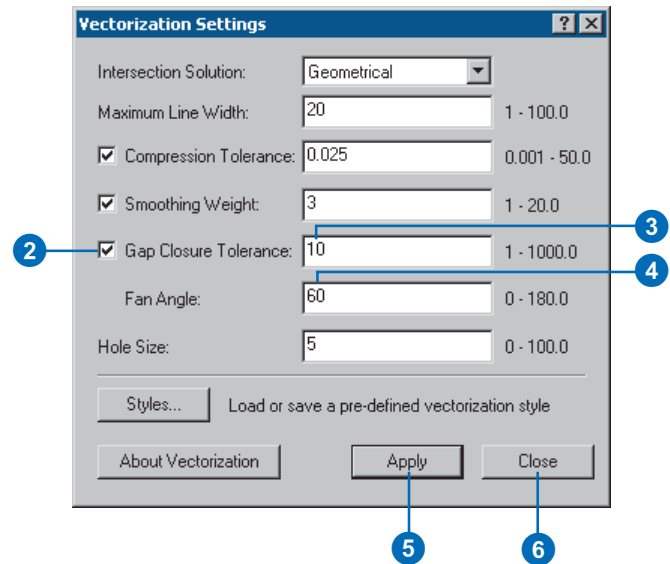 Vectorization Settings ? ×
Intersection Solution: Geometrical
Maximum Line Width: 20 1 - 100.0
Compression Tolerance: 0.025 0.001 - 50.0
Smoothing Weight: 3 1 - 20.0
3
2 Gap Closure Tolerance: 10 1 - 1000.0
4
Fan Angle: 60 0 - 180.0
Hole Size: 5 0 - 100.0
Styles... Load or save a pre-defined vectorization style
About Vectorization Apply Close
5 6